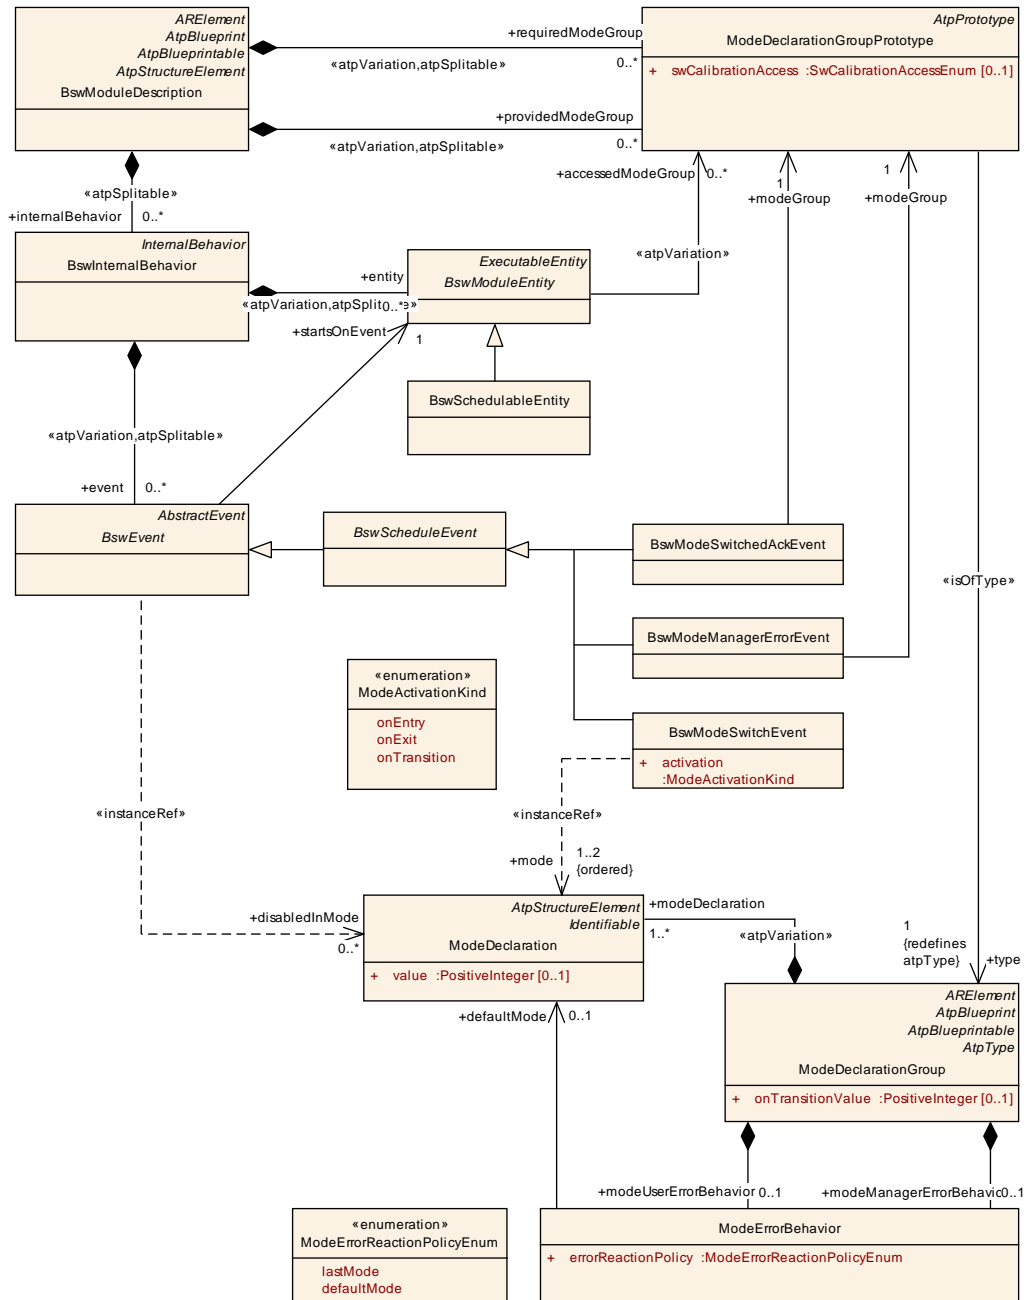 ARElement
AtpBlueprint
AtpBlueprintable
AtpStructureElement
BswModuleDescription
+requiredModeGroup
«atpVariation,atpSplitable»
0..*
AtpPrototype
ModeDeclarationGroupPrototype
+ swCalibrationAccess :SwCalibrationAccessEnum [0..1]
+providedModeGroup
«atpVariation,atpSplitable»
0..*
«atpSplitable»
+internalBehavior 0..*
+accessedModeGroup 0..*
1
+modeGroup
1
+modeGroup
InternalBehavior
BswInternalBehavior
+entity
«atpVariation,atpSplit
0..*
e»
ExecutableEntity
BswModuleEntity
«atpVariation»
+startsOnEvent
1
BswSchedulableEntity
«atpVariation,atpSplitable»
+event 0..*
AbstractEvent
BswEvent
BswScheduleEvent
BswModeSwitchedAckEvent
«isOfType»
BswModeManagerErrorEvent
«enumeration»
ModeActivationKind
onEntry
onExit
onTransition
BswModeSwitchEvent
+ activation
:ModeActivationKind
«instanceRef»
«instanceRef»
+mode
1..2
{ordered}
+disabledInMode
0..*
AtpStructureElement
Identifiable
ModeDeclaration
+ value :PositiveInteger [0..1]
+modeDeclaration
1..*
«atpVariation»
1
{redefines
atpType}
+type
+defaultMode 0..1
ARElement
AtpBlueprint
AtpBlueprintable
AtpType
ModeDeclarationGroup
+ onTransitionValue :PositiveInteger [0..1]
+modeUserErrorBehavior 0..1
+modeManagerErrorBehavic0..1
«enumeration»
ModeErrorReactionPolicyEnum
lastMode
defaultMode
ModeErrorBehavior
+ errorReactionPolicy :ModeErrorReactionPolicyEnum